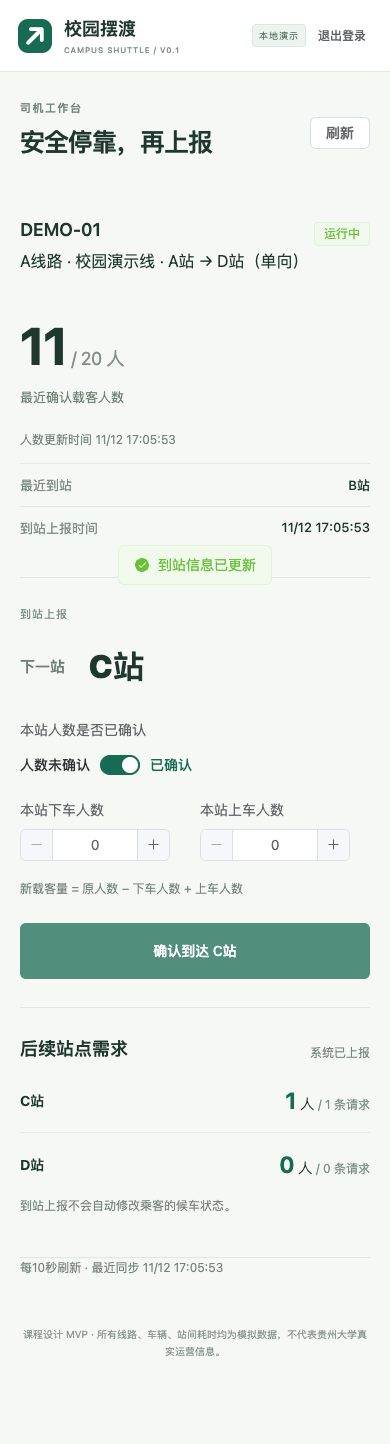 校园摆渡
CAMPUS SHUTTLE / V0.1
本地演示
退出登录
司机工作台
安全停靠，再上报
刷新
DEMO-01
运行中
A线路 · 校园演示线 · A站 → D站（单向）
11 / 20 人
最近确认载客人数
人数更新时间 11/12 17:05:53
最近到站 B站
到站上报时间 11/12 17:05:53
到站信息已更新
到站上报
下一站 C站
本站人数是否已确认
人数未确认 已确认
本站下车人数 本站上车人数
− 0 + − 0 +
新载客量 = 原人数 − 下车人数 + 上车人数
确认到达 C站
后续站点需求 系统已上报
C站 1 人 / 1 条请求
D站 0 人 / 0 条请求
到站上报不会自动修改乘客的候车状态。
每10秒刷新 · 最近同步 11/12 17:05:53
课程设计 MVP · 所有线路、车辆、站间耗时均为模拟数据，不代表贵州大学真
实运营信息。